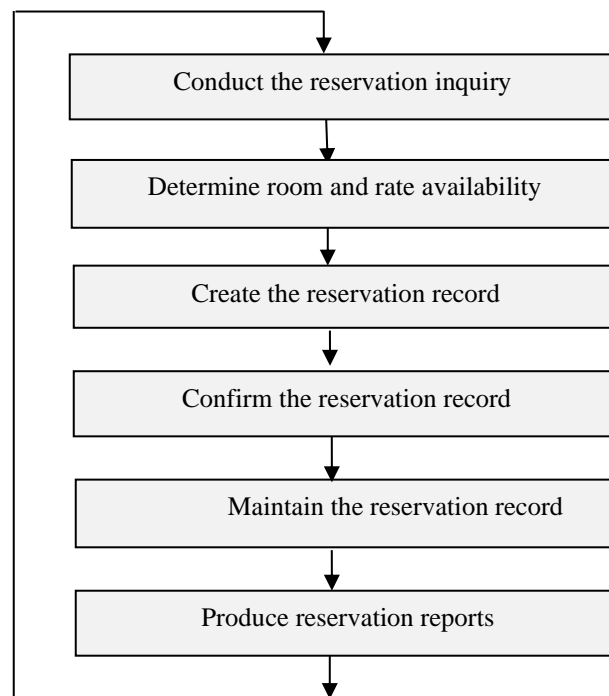 Conduct the reservation inquiry
Determine room and rate availability
Create the reservation record
Confirm the reservation record
Maintain the reservation record
Produce reservation reports